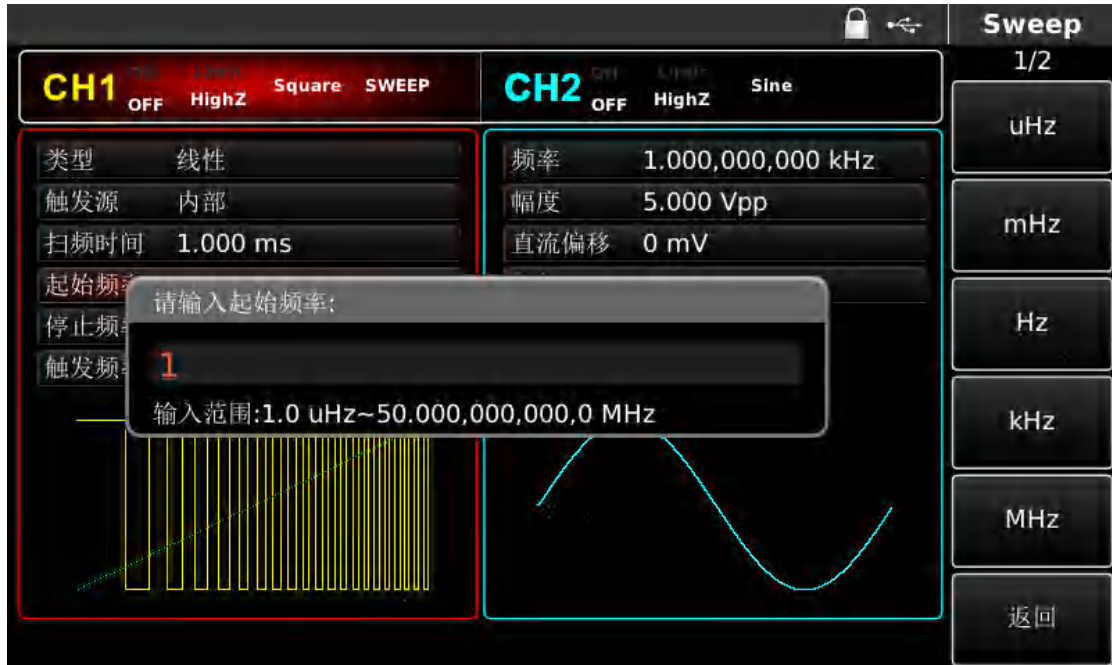 Sweep
1/2
CH1 OFF HighZ Square SWEEP
CH2 OFF HighZ Sine
类型 线性
触发源 内部
扫频时间 1.000 ms
起始频
停止频
触发频
频率 1.000,000,000 kHz
幅度 5.000 Vpp
直流偏移 0 mV
请输入起始频率:
1
输入范围:1.0 uHz~50.000,000,000,0 MHz
uHz
mHz
Hz
kHz
MHz
返回